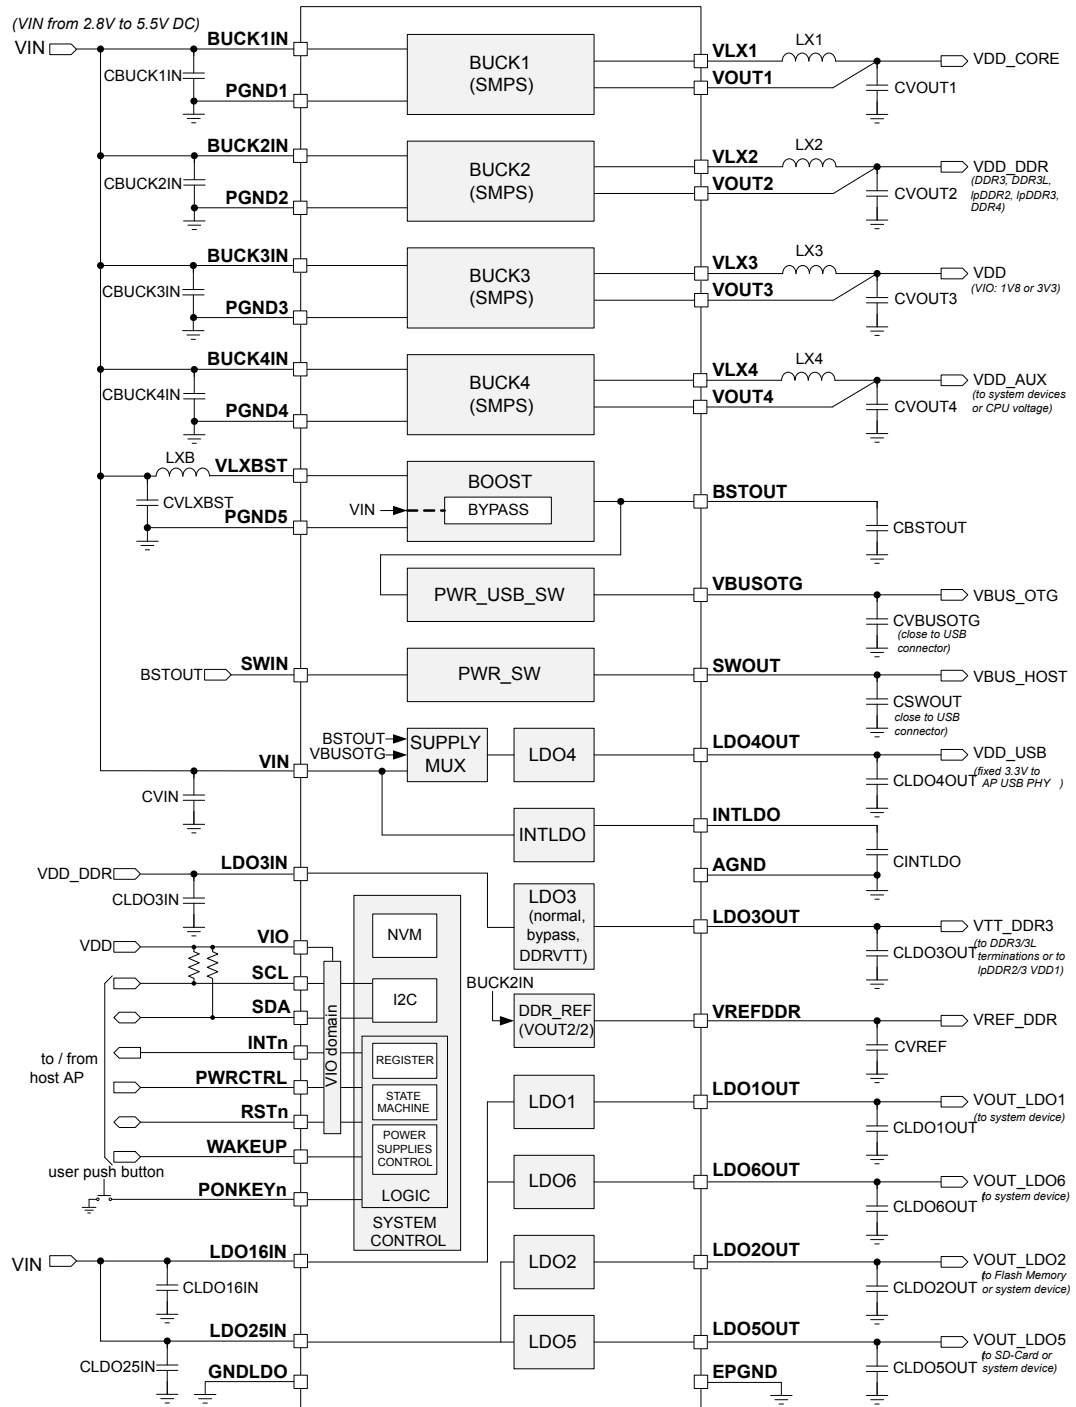 (VIN from 2.8V to 5.5V DC)
VIN
BUCK1IN
CBUCK1IN
PGND1
BUCK1
(SMPS)
VLX1
LX1
VOUT1
VDD_CORE
CVOUT1
BUCK2IN
CBUCK2IN
PGND2
BUCK2
(SMPS)
VLX2
LX2
VOUT2
VDD_DDR
(DDR3, DDR3L,
lpDDR2, lpDDR3,
DDR4)
CVOUT2
BUCK3IN
CBUCK3IN
PGND3
BUCK3
(SMPS)
VLX3
LX3
VOUT3
VDD
(VIO: 1V8 or 3V3)
CVOUT3
BUCK4IN
CBUCK4IN
PGND4
BUCK4
(SMPS)
VLX4
LX4
VOUT4
VDD_AUX
(to system devices
or CPU voltage)
CVOUT4
LXB
VLXBST
CVLXBST
PGND5
BOOST
VIN
BYPASS
BSTOUT
CBSTOUT
PWR_USB_SW
VBUSOTG
VBUS_OTG
CVBUSOTG
(close to USB
connector)
BSTOUT
SWIN
PWR_SW
SWOUT
VBUS_HOST
CSWOUT
close to USB
connector)
BSTOUT
VBUSOTG
SUPPLY
MUX
LDO4
LDO4OUT
VDD_USB
(fixed 3.3V to
AP USB PHY )
CLDO4OUT
VIN
CVIN
INTLDO
INTLDO
CINTLDO
AGND
VDD_DDR
LDO3IN
CLDO3IN
LDO3
(normal,
bypass,
DDRVTT)
LDO3OUT
VTT_DDR3
(to DDR3/3L
terminations or to
lpDDR2/3 VDD1)
CLDO3OUT
VDD
VIO
SCL
SDA
INTn
PWRCTRL
RSTn
WAKEUP
PONKEYn
to / from
host AP
user push button
VIO domain
NVM
I2C
REGISTER
STATE
MACHINE
POWER
SUPPLIES
CONTROL
LOGIC
SYSTEM
CONTROL
BUCK2IN
DDR_REF
(VOUT2/2)
VREFDDR
VREF_DDR
CVREF
LDO1
LDO1OUT
VOUT_LDO1
(to system device)
CLDO1OUT
LDO6
LDO6OUT
VOUT_LDO6
(to system device)
CLDO6OUT
VIN
LDO16IN
CLDO16IN
LDO2
LDO2OUT
VOUT_LDO2
(to Flash Memory
or system device)
CLDO2OUT
LDO25IN
CLDO25IN
LDO5
LDO5OUT
VOUT_LDO5
(to SD-Card or
system device)
CLDO5OUT
GNDLDO
EPGND